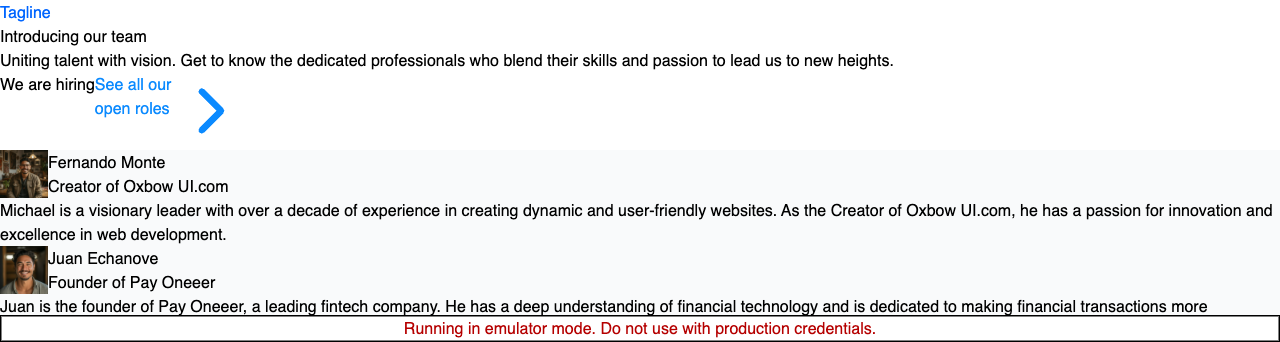 Tagline
Introducing our team
Uniting talent with vision. Get to know the dedicated professionals who blend their skills and passion to lead us to new heights.
We are hiring See all our
open roles
Fernando Monte
Creator of Oxbow UI.com
Michael is a visionary leader with over a decade of experience in creating dynamic and user-friendly websites. As the Creator of Oxbow UI.com, he has a passion for innovation and
excellence in web development.
Juan Echanove
Founder of Pay Oneeer
Juan is the founder of Pay Oneeer, a leading fintech company. He has a deep understanding of financial technology and is dedicated to making financial transactions more
Running in emulator mode. Do not use with production credentials.